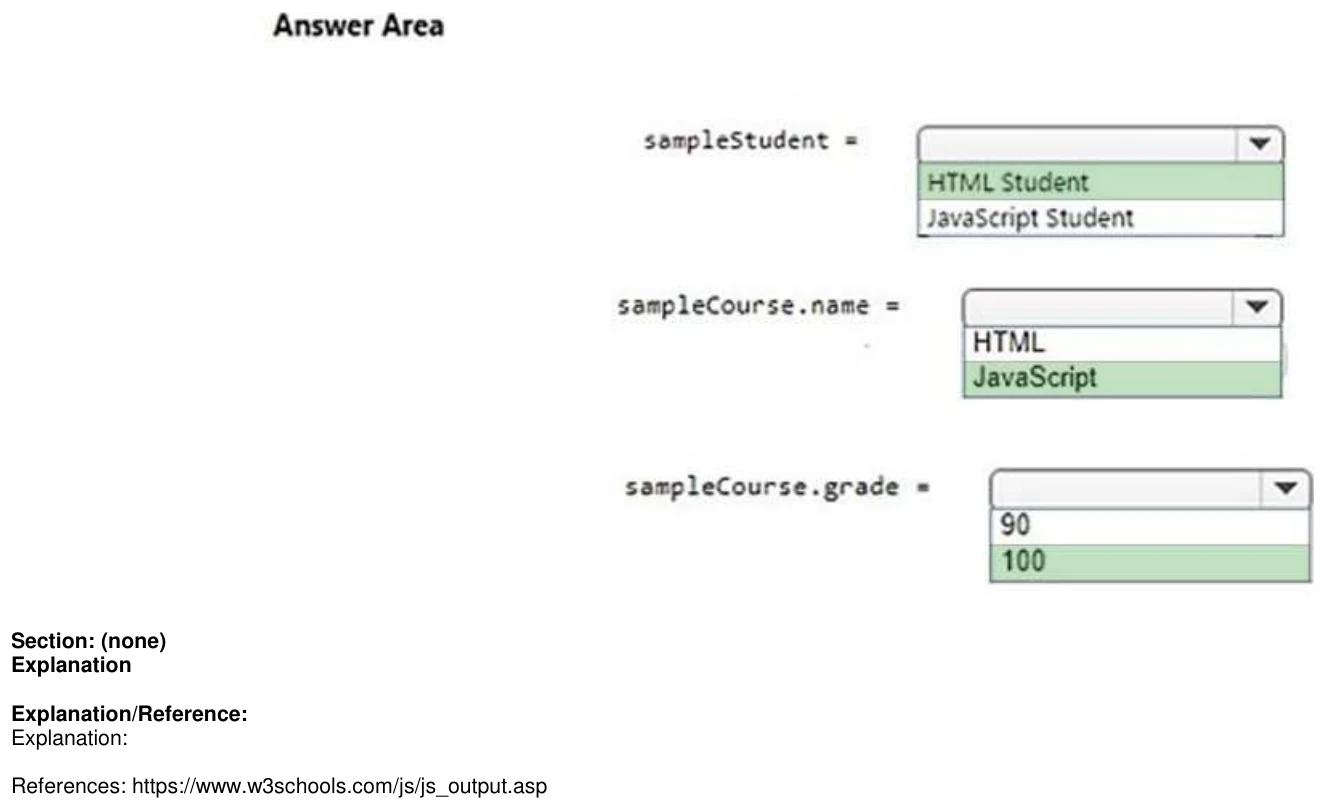 Answer Area
sampleStudent =
HTML Student
JavaScript Student
sampleCourse.name =
HTML
JavaScript
sampleCourse.grade =
90
100
Section: (none)
Explanation
Explanation/Reference:
Explanation:
References: https://www.w3schools.com/js/js_output.asp